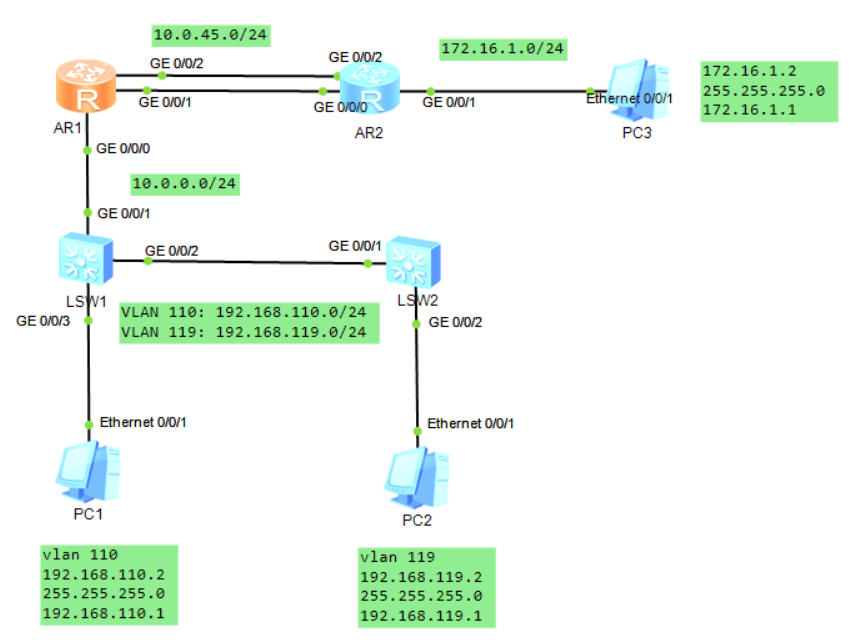 10.0.45.0/24
GE 0/0/2
GE 0/0/2
172.16.1.0/24
GE 0/0/1
GE 0/0/0
GE 0/0/1
Ethernet 0/0/1
172.16.1.2
255.255.255.0
172.16.1.1
R
R
AR1
AR2
PC3
GE 0/0/0
10.0.0.0/24
GE 0/0/1
GE 0/0/2
GE 0/0/1
LSW1
LSW2
GE 0/0/3
VLAN 110: 192.168.110.0/24
VLAN 119: 192.168.119.0/24
GE 0/0/2
Ethernet 0/0/1
Ethernet 0/0/1
PC1
PC2
vlan 110
192.168.110.2
255.255.255.0
192.168.110.1
vlan 119
192.168.119.2
255.255.255.0
192.168.119.1